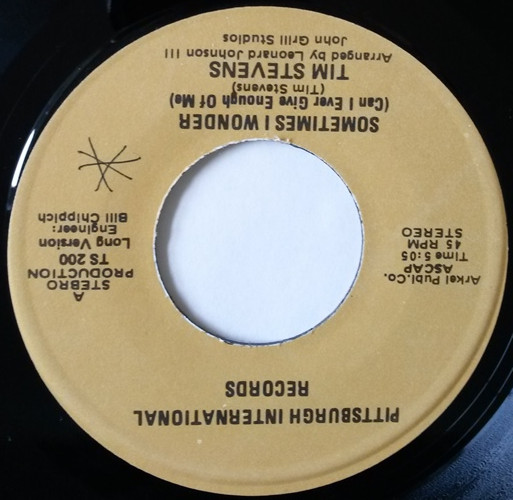 PITTSBURGH INTERNATIONAL
RECORDS
Arkel Publ.Co.
ASCAP
Time 5:05
45 RPM
STEREO
A
STEBRO
PRODUCTION
TS 200
Long Version
Engineer:
Bill Chippich
SOMETIMES I WONDER
(Can I Ever Give Enough Of Me)
(Tim Stevens)
TIM STEVENS
Arranged by Leonard Johnson III
John Grill Studios